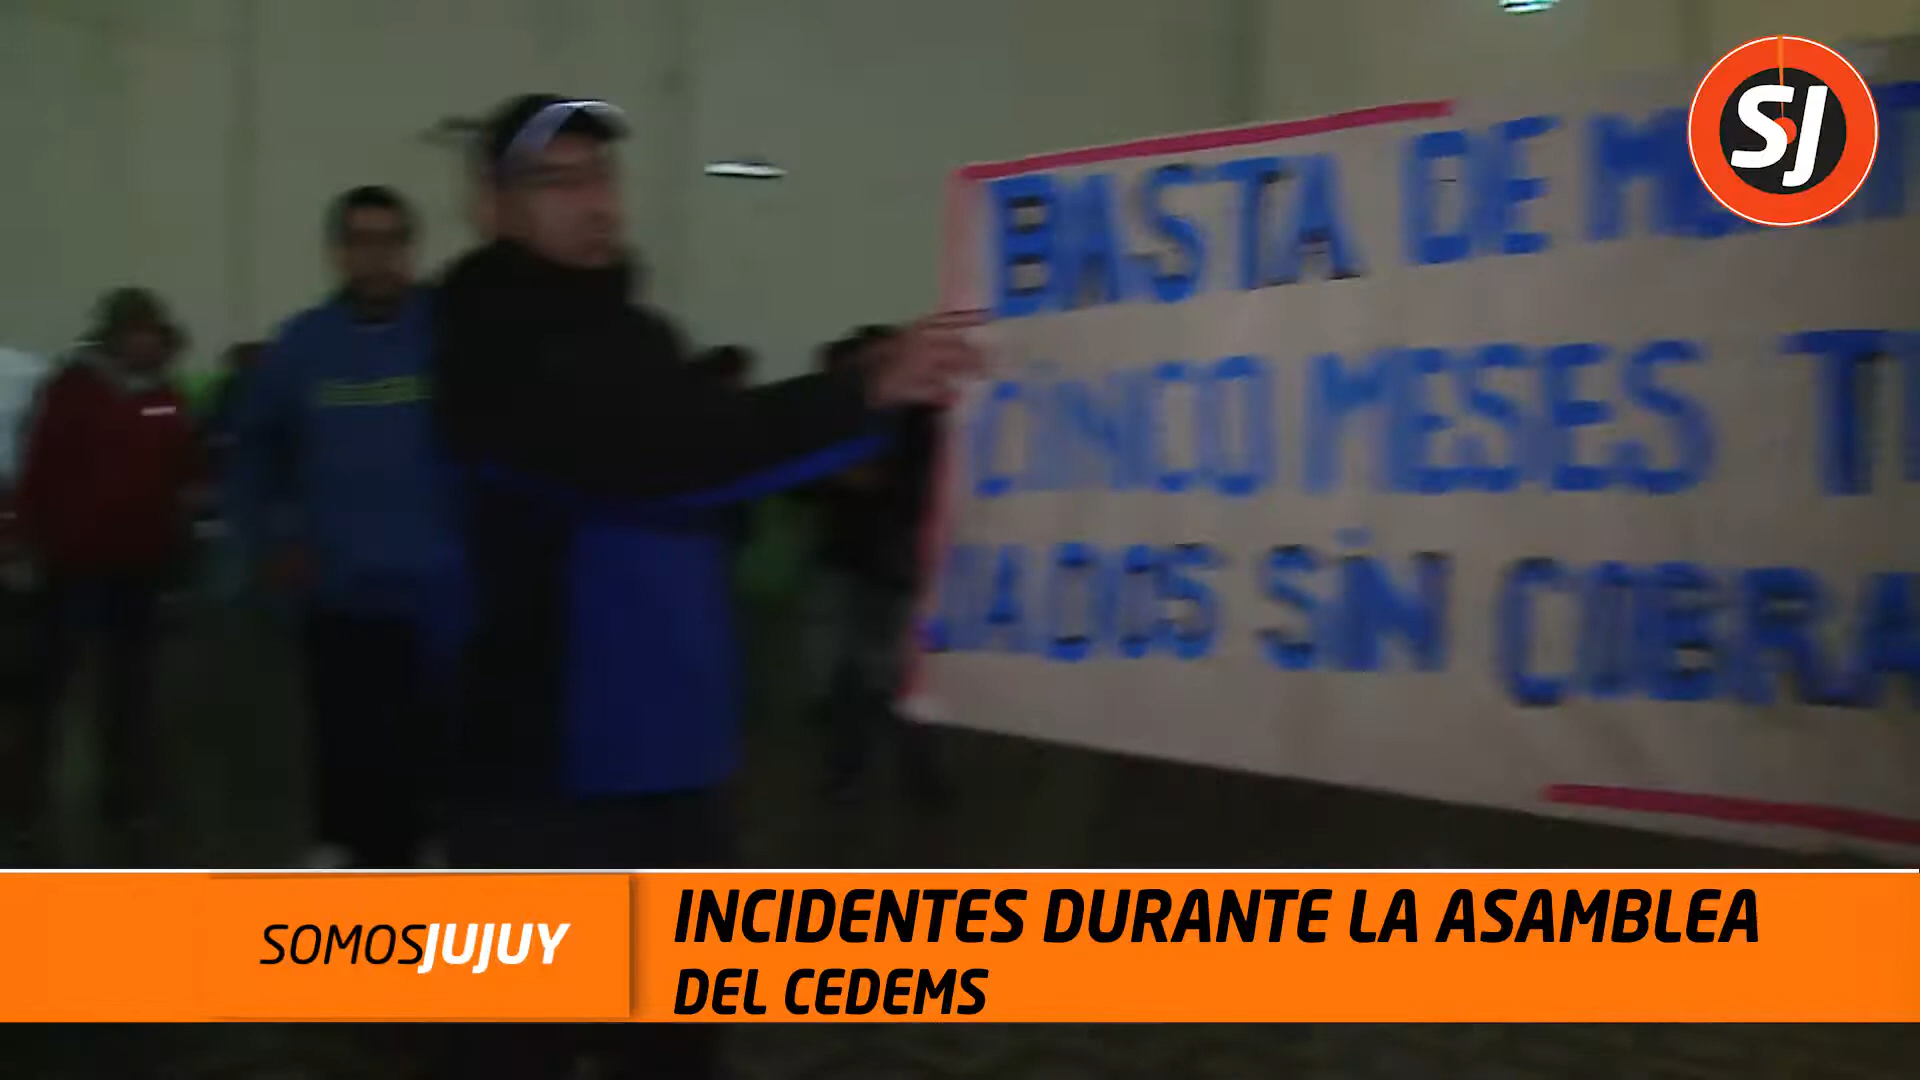 SJ
BASTA DE
CINCO MESES
SIN
SOMOSJUJUY
INCIDENTES DURANTE LA ASAMBLEA
DEL CEDEMS